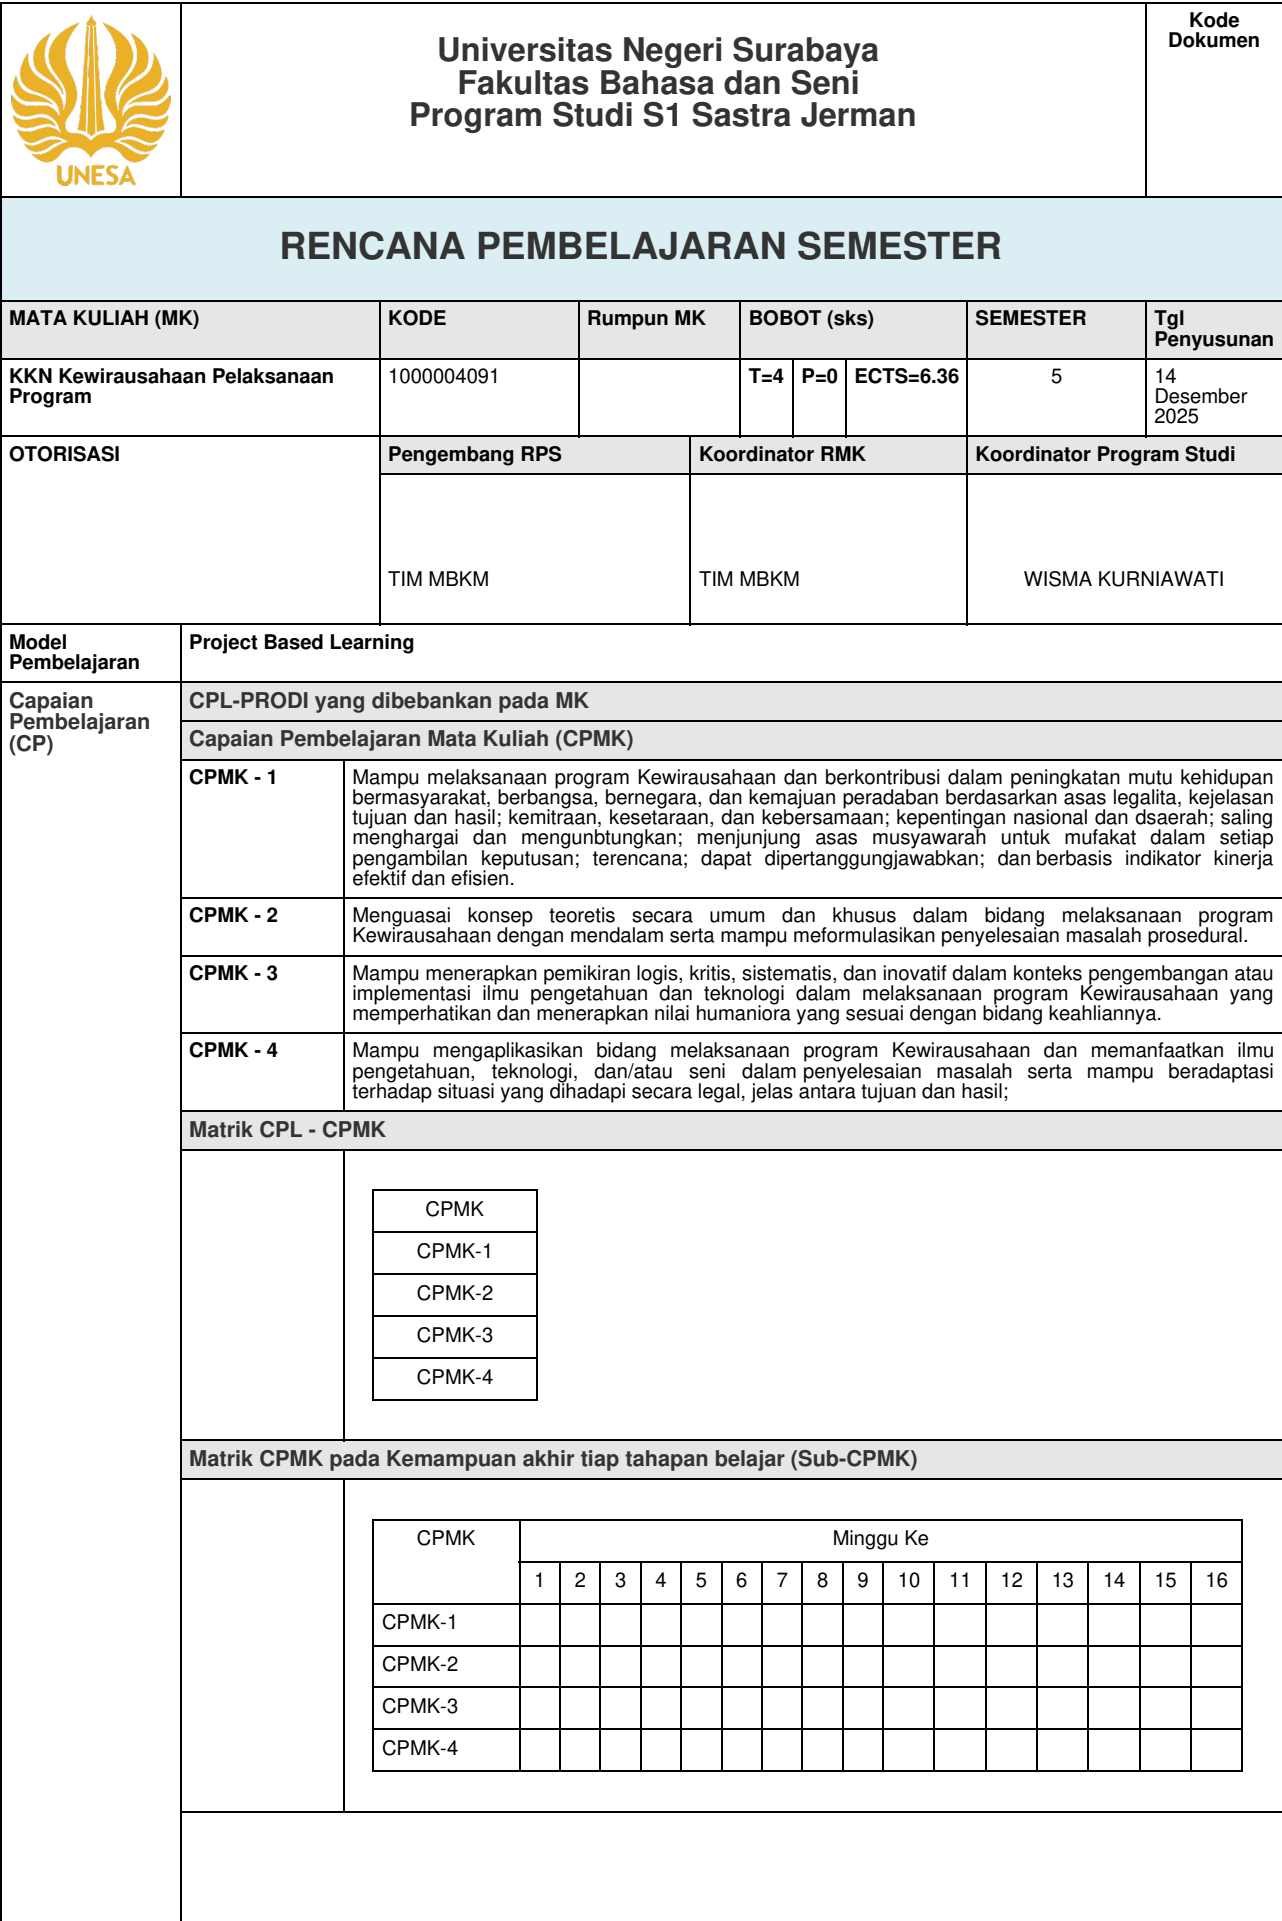 UNESA
Universitas Negeri Surabaya
Fakultas Bahasa dan Seni
Program Studi S1 Sastra Jerman
Kode
Dokumen
RENCANA PEMBELAJARAN SEMESTER
MATA KULIAH (MK)
KODE
Rumpun MK
BOBOT (sks)
SEMESTER
Tgl
Penyusunan
KKN Kewirausahaan Pelaksanaan
Program
1000004091
T=4
P=0
ECTS=6.36
5
14
Desember
2025
OTORISASI
Pengembang RPS
Koordinator RMK
Koordinator Program Studi
TIM MBKM
TIM MBKM
WISMA KURNIAWATI
Model
Pembelajaran
Project Based Learning
Capaian
Pembelajaran
(CP)
CPL-PRODI yang dibebankan pada MK
Capaian Pembelajaran Mata Kuliah (CPMK)
CPMK - 1
Mampu melaksanaan program Kewirausahaan dan berkontribusi dalam peningkatan mutu kehidupan
bermasyarakat, berbangsa, bernegara, dan kemajuan peradaban berdasarkan asas legalita, kejelasan
tujuan dan hasil; kemitraan, kesetaraan, dan kebersamaan; kepentingan nasional dan dsaerah; saling
menghargai dan mengunbtungkan; menjunjung asas musyawarah untuk mufakat dalam setiap
pengambilan keputusan; terencana; dapat dipertanggungjawabkan; dan berbasis indikator kinerja
efektif dan efisien.
CPMK - 2
Menguasai konsep teoretis secara umum dan khusus dalam bidang melaksanaan program
Kewirausahaan dengan mendalam serta mampu meformulasikan penyelesaian masalah prosedural.
CPMK - 3
Mampu menerapkan pemikiran logis, kritis, sistematis, dan inovatif dalam konteks pengembangan atau
implementasi ilmu pengetahuan dan teknologi dalam melaksanaan program Kewirausahaan yang
memperhatikan dan menerapkan nilai humaniora yang sesuai dengan bidang keahliannya.
CPMK - 4
Mampu mengaplikasikan bidang melaksanaan program Kewirausahaan dan memanfaatkan ilmu
pengetahuan, teknologi, dan/atau seni dalam penyelesaian masalah serta mampu beradaptasi
terhadap situasi yang dihadapi secara legal, jelas antara tujuan dan hasil;
Matrik CPL - CPMK
CPMK
CPMK-1
CPMK-2
CPMK-3
CPMK-4
Matrik CPMK pada Kemampuan akhir tiap tahapan belajar (Sub-CPMK)
CPMK
Minggu Ke
1 2 3 4 5 6 7 8 9 10 11 12 13 14 15 16
CPMK-1
CPMK-2
CPMK-3
CPMK-4